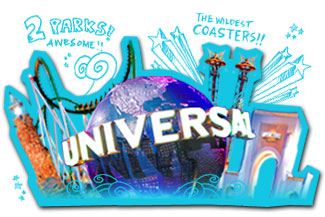 2 PARKS!
AWESOME!!
THE WILDEST
COASTERS!!
UNIVERSAL